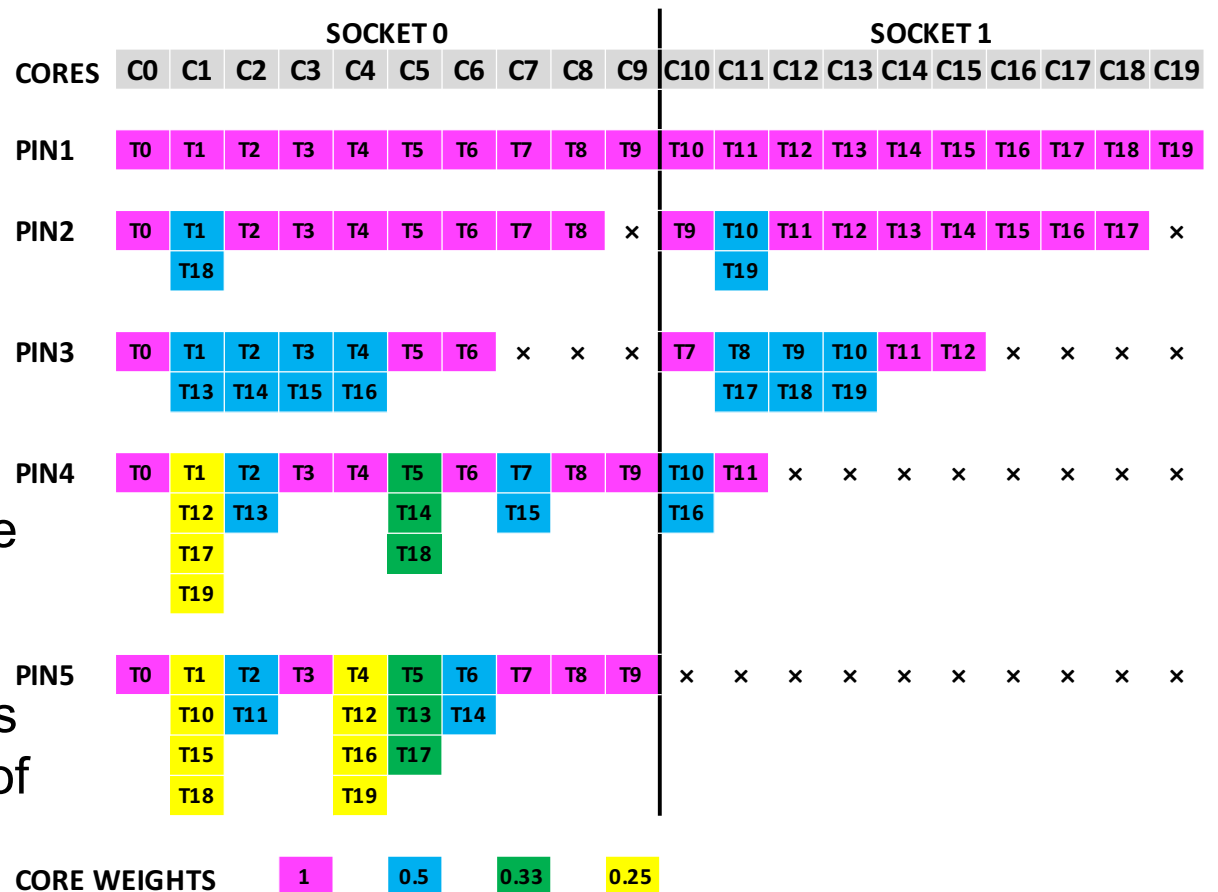 SOCKET 0 SOCKET 1
CORES C0 C1 C2 C3 C4 C5 C6 C7 C8 C9 C10 C11 C12 C13 C14 C15 C16 C17 C18 C19
PIN1 T0 T1 T2 T3 T4 T5 T6 T7 T8 T9 T10 T11 T12 T13 T14 T15 T16 T17 T18 T19
PIN2 T0 T1 T2 T3 T4 T5 T6 T7 T8 × T9 T10 T11 T12 T13 T14 T15 T16 T17 ×
T18 T19
PIN3 T0 T1 T2 T3 T4 T5 T6 × × × T7 T8 T9 T10 T11 T12 × × × ×
T13 T14 T15 T16 T17 T18 T19
PIN4 T0 T1 T2 T3 T4 T5 T6 T7 T8 T9 T10 T11 × × × × × × × ×
T12 T13 T14 T15 T16
T17 T18
T19
PIN5 T0 T1 T2 T3 T4 T5 T6 T7 T8 T9 × × × × × × × × × ×
T10 T11 T12 T13 T14
T15 T16 T17
of
T18 T19
CORE WEIGHTS 1 0.5 0.33 0.25